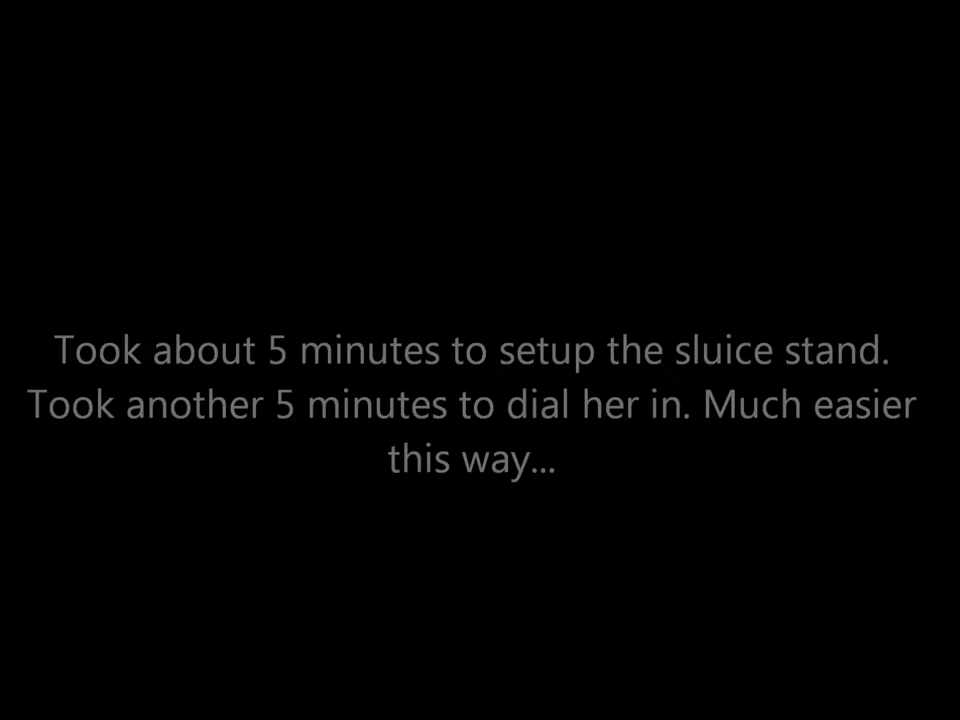 Took about 5 minutes to setup the sluice stand.
Took another 5 minutes to dial her in. Much easier
this way...